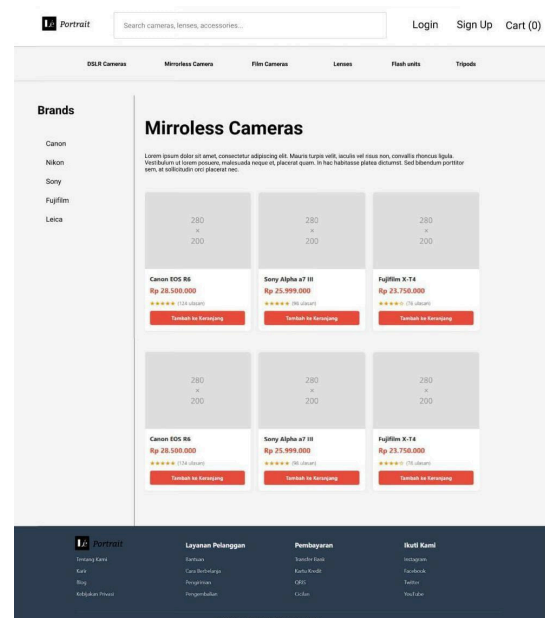 Lé Portrait
Search cameras, lenses, accessories...
Login Sign Up Cart (0)
DSLR Cameras Mirrorless Camera Film Cameras Lenses Flash units Tripods
Brands
Canon
Nikon
Sony
Fujifilm
Leica
Mirroless Cameras
Lorem ipsum dolor sit amet, consectetur adipiscing elit. Mauris turpis velit, iaculis vel risus non, convallis rhoncus ligula.
Vestibulum ut lorem posuere, malesuada neque et, placerat quam. In hac habitasse platea dictumst. Sed bibendum porttitor
sem, at sollicitudin orci placerat nec.
280 280 280
× × ×
200 200 200
Canon EOS R6 Sony Alpha a7 III Fujifilm X-T4
Rp 28.500.000 Rp 25.999.000 Rp 23.750.000
★★★★★ (124 ulasan) ★★★★★ (98 ulasan) ★★★★☆ (76 ulasan)
Tambah ke Keranjang Tambah ke Keranjang Tambah ke Keranjang
280 280 280
× × ×
200 200 200
Canon EOS R6 Sony Alpha a7 III Fujifilm X-T4
Rp 28.500.000 Rp 25.999.000 Rp 23.750.000
★★★★★ (124 ulasan) ★★★★★ (98 ulasan) ★★★★☆ (76 ulasan)
Tambah ke Keranjang Tambah ke Keranjang Tambah ke Keranjang
Lé Portrait Layanan Pelanggan Pembayaran Ikuti Kami
Tentang Kami Bantuan Transfer Bank Instagram
Karir Cara Berbelanja Kartu Kredit Facebook
Blog Pengiriman QRIS Twitter
Kebijakan Privasi Pengembalian Cicilan YouTube